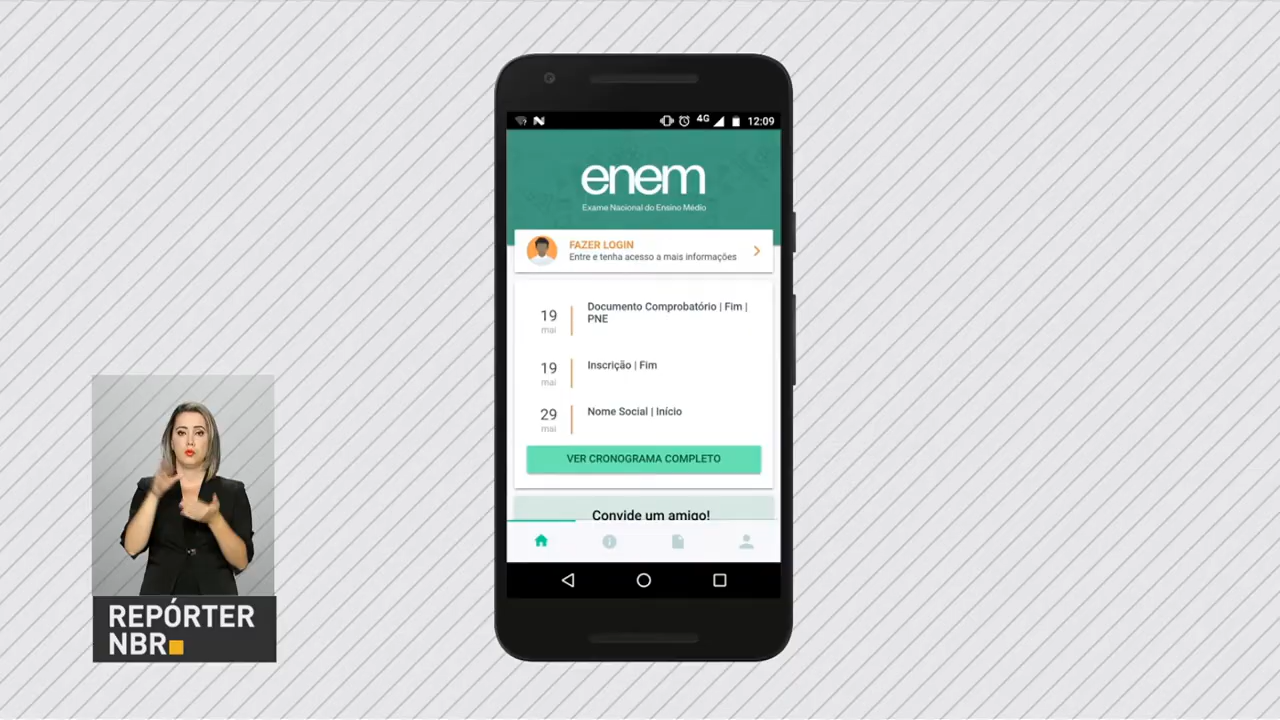 4G 12:09
enem
Exame Nacional do Ensino Médio
FAZER LOGIN
Entre e tenha acesso a mais informações
19
mai
Documento Comprobatório | Fim |
PNE
19
mai
Inscrição | Fim
29
mai
Nome Social | Início
VER CRONOGRAMA COMPLETO
Convide um amigo!
REPÓRTER
NBR